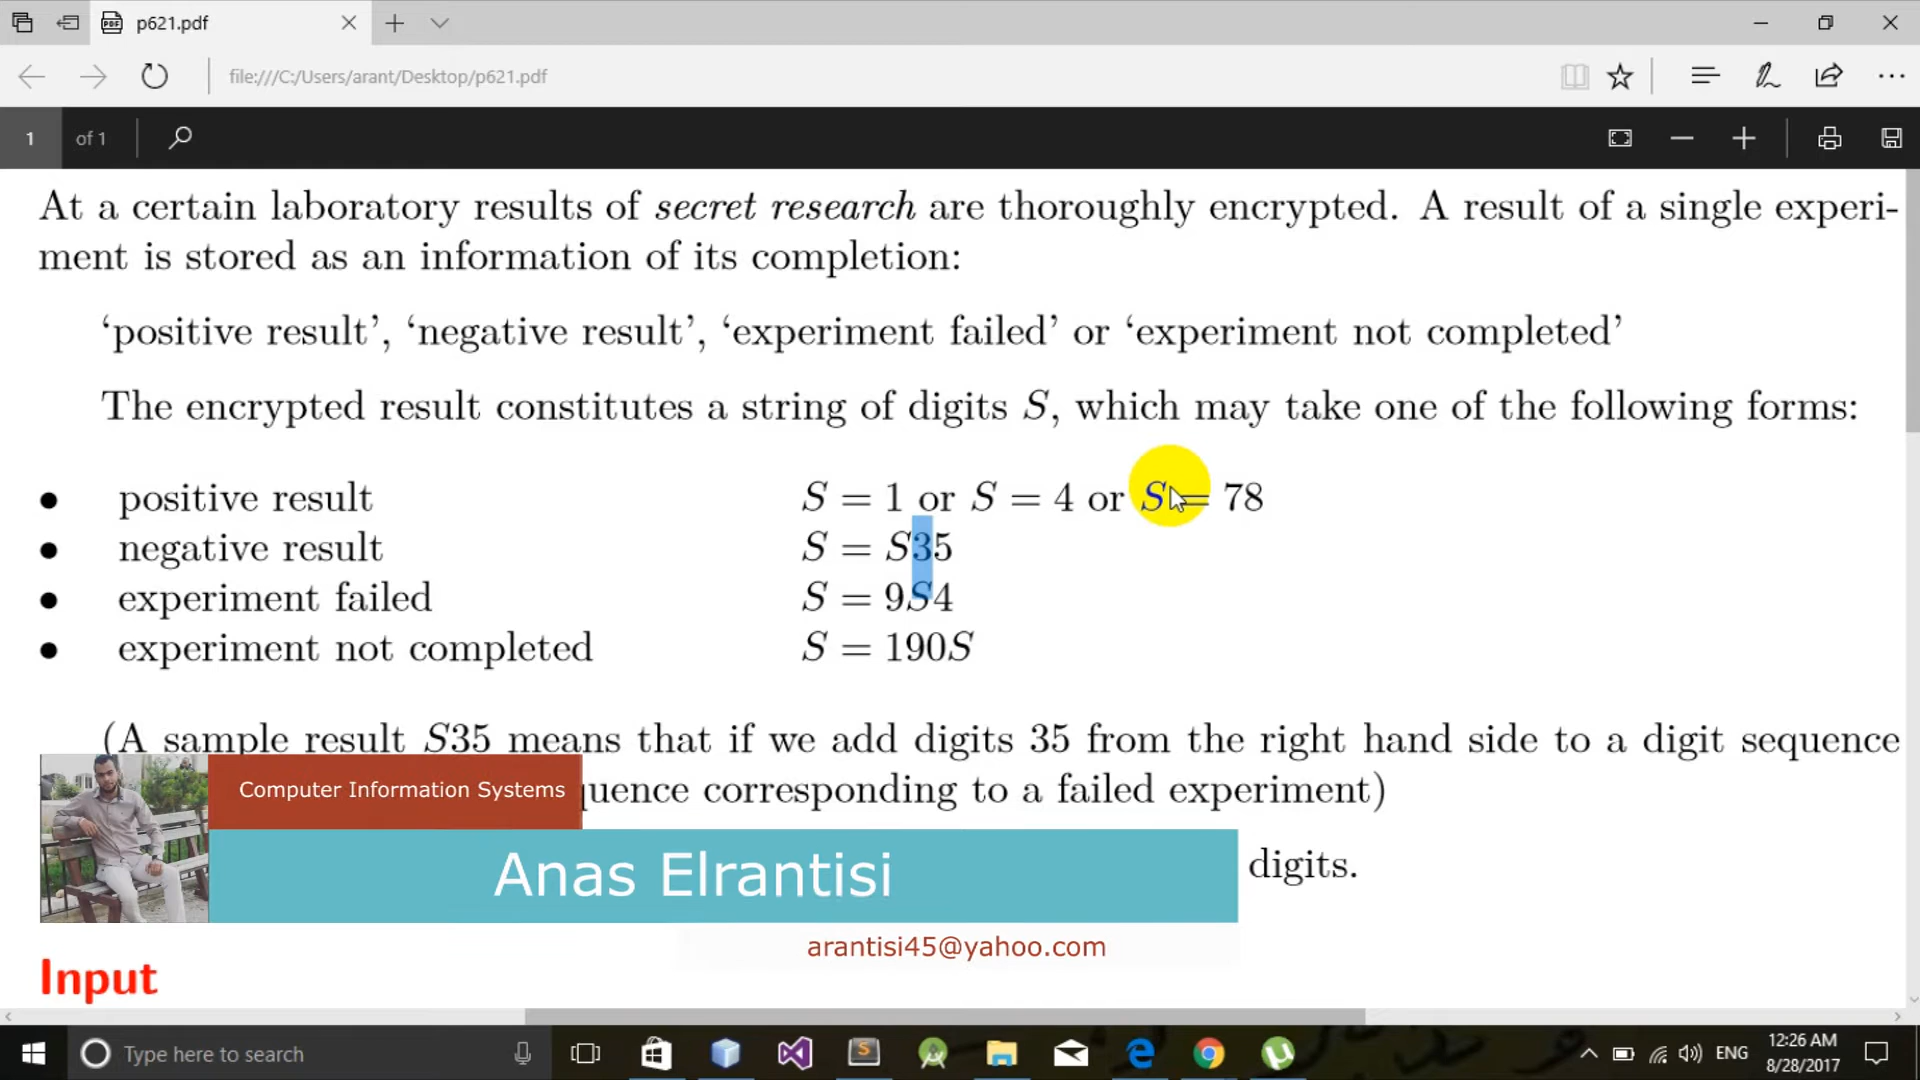 p621.pdf
file:///C:/Users/arant/Desktop/p621.pdf
1 of 1
At a certain laboratory results of secret research are thoroughly encrypted. A result of a single experi-
ment is stored as an information of its completion:
‘positive result’, ‘negative result’, ‘experiment failed’ or ‘experiment not completed’
The encrypted result constitutes a string of digits S, which may take one of the following forms:
• positive result S = 1 or S = 4 or S = 78
• negative result S = S35
• experiment failed S = 9S4
• experiment not completed S = 190S
(A sample result S35 means that if we add digits 35 from the right hand side to a digit sequence
Computer Information Systems
quence corresponding to a failed experiment)
Anas Elrantisi
digits.
arantisi45@yahoo.com
Input
Type here to search
ENG
12:26 AM
8/28/2017